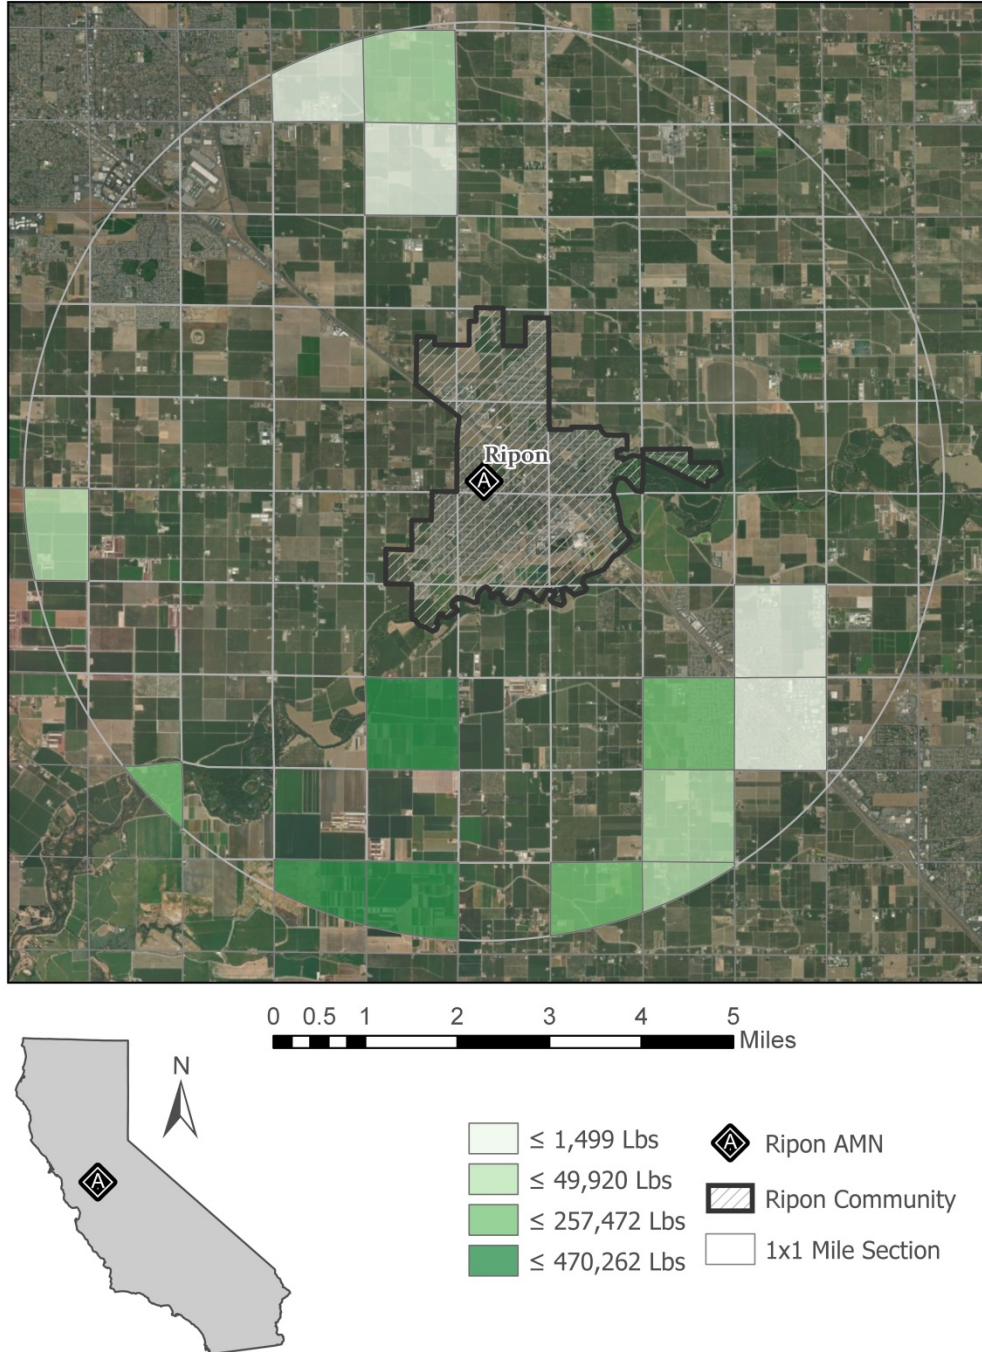 Ripon
A
0 0.5 1 2 3 4 5
Miles
N
A
≤ 1,499 Lbs
≤ 49,920 Lbs
≤ 257,472 Lbs
≤ 470,262 Lbs
A Ripon AMN
Ripon Community
1x1 Mile Section